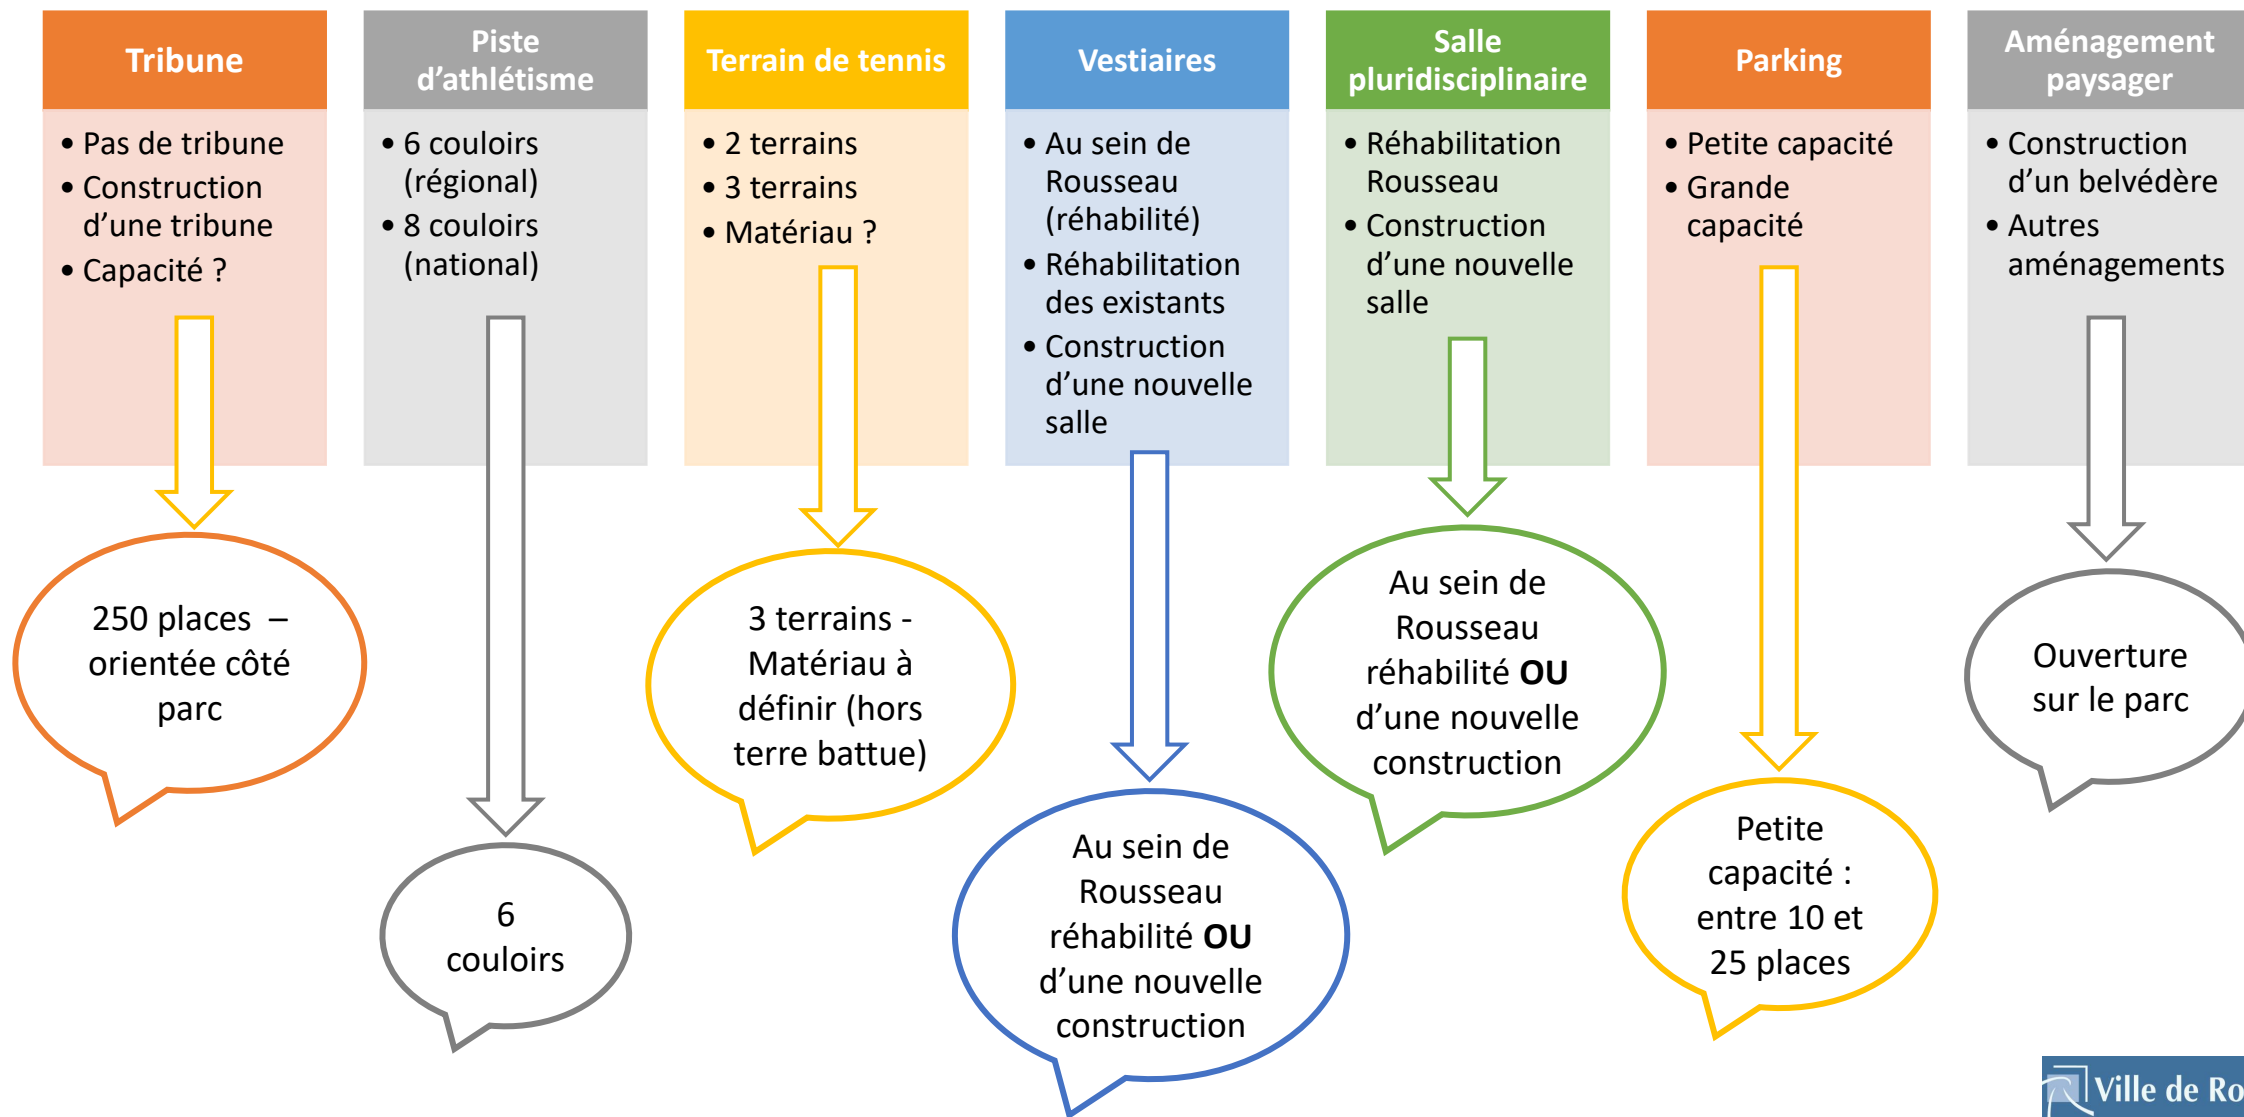 Tribune
• Pas de tribune
• Construction
d’une tribune
• Capacité ?
250 places –
orientée côté
parc
Piste
d’athlétisme
• 6 couloirs
(régional)
• 8 couloirs
(national)
6
couloirs
Terrain de tennis
• 2 terrains
• 3 terrains
• Matériau ?
3 terrains -
Matériau à
définir (hors
terre battue)
Vestiaires
• Au sein de
Rousseau
(réhabilité)
• Réhabilitation
des existants
• Construction
d’une nouvelle
salle
Au sein de
Rousseau
réhabilité OU
d’une nouvelle
construction
Salle
pluridisciplinaire
• Réhabilitation
Rousseau
• Construction
d’une nouvelle
salle
Au sein de
Rousseau
réhabilité OU
d’une nouvelle
construction
Parking
• Petite capacité
• Grande
capacité
Petite
capacité :
entre 10 et
25 places
Aménagement
paysager
• Construction
d’un belvédère
• Autres
aménagements
Ouverture
sur le parc
Ville de Ro